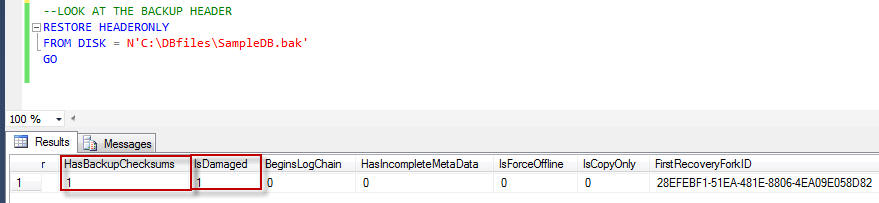 --LOOK AT THE BACKUP HEADER
RESTORE HEADERONLY
FROM DISK = N'C:\DBfiles\SampleDB.bak'
GO
100 %
Results Messages
r HasBackupChecksums IsDamaged BeginsLogChain HasIncompleteMetaData IsForceOffline IsCopyOnly FirstRecoveryForkID
1 1 1 0 0 0 0 28EFEBF1-51EA-481E-8806-4EA09E058D82